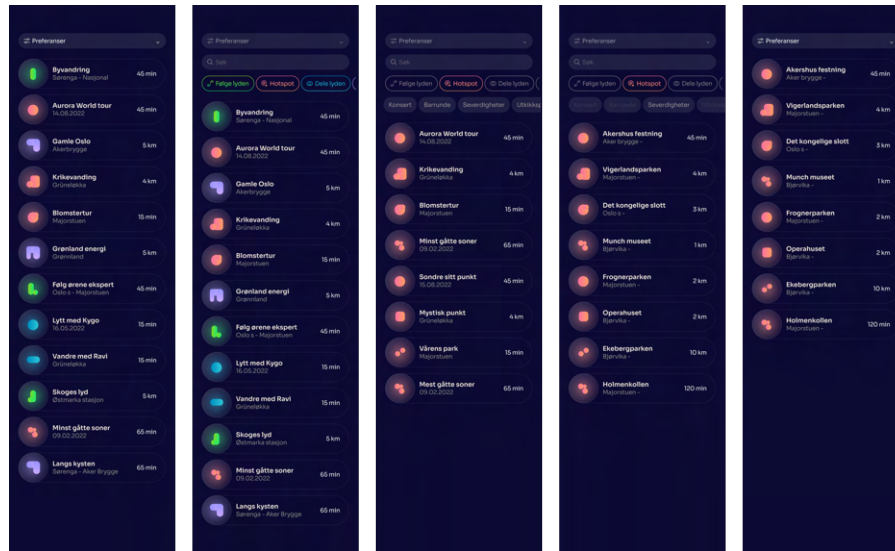 Preferanser
Byvandring
Sørenga - Nasjonal
45 min
Aurora World tour
14.08.2022
45 min
Gamle Oslo
Akerbrygge
5 km
Krikevanding
Grüneløkka
4 km
Blomstertur
Majorstuen
15 min
Grønland energi
Grønnland
5 km
Følg ørene ekspert
Oslo s - Majorstuen
45 min
Lytt med Kygo
16.05.2022
15 min
Vandre med Ravi
Grüneløkka
15 min
Skoges lyd
Østmarka stasjon
5 km
Minst gåtte soner
09.02.2022
65 min
Langs kysten
Sørenga - Aker Brygge
65 min
Preferanser
Søk
Følge lyden
Hotspot
Dele lyden
Byvandring
Sørenga - Nasjonal
45 min
Aurora World tour
14.08.2022
45 min
Gamle Oslo
Akerbrygge
5 km
Krikevanding
Grüneløkka
4 km
Blomstertur
Majorstuen
15 min
Grønland energi
Grønnland
5 km
Følg ørene ekspert
Oslo s - Majorstuen
45 min
Lytt med Kygo
16.05.2022
15 min
Vandre med Ravi
Grüneløkka
15 min
Skoges lyd
Østmarka stasjon
5 km
Minst gåtte soner
09.02.2022
65 min
Langs kysten
Sørenga - Aker Brygge
65 min
Preferanser
Søk
Følge lyden
Hotspot
Dele lyden
Konsert
Barrunde
Severdigheter
Aurora World tour
14.08.2022
45 min
Krikevanding
Grüneløkka
4 km
Blomstertur
Majorstuen
15 min
Minst gåtte soner
09.02.2022
65 min
Sondre sitt punkt
15.08.2022
45 min
Mystisk punkt
Grüneløkka
4 km
Vårens park
Majorstuen
15 min
Mest gåtte soner
09.02.2022
65 min
Preferanser
Søk
Følge lyden
Hotspot
Dele lyden
Severdigheter
Akershus festning
Aker brygge -
45 min
Vigerlandsparken
Majorstuen -
4 km
Det kongelige slott
Oslo s -
3 km
Munch museet
Bjørvika -
1 km
Frognerparken
Majorstuen -
2 km
Operahuset
Bjørvika -
2 km
Ekebergparken
Bjørvika -
10 km
Holmenkollen
Majorstuen -
120 min
Preferanser
Akershus festning
Aker brygge -
45 min
Vigerlandsparken
Majorstuen -
4 km
Det kongelige slott
Oslo s -
3 km
Munch museet
Bjørvika -
1 km
Frognerparken
Majorstuen -
2 km
Operahuset
Bjørvika -
2 km
Ekebergparken
Bjørvika -
10 km
Holmenkollen
Majorstuen -
120 min